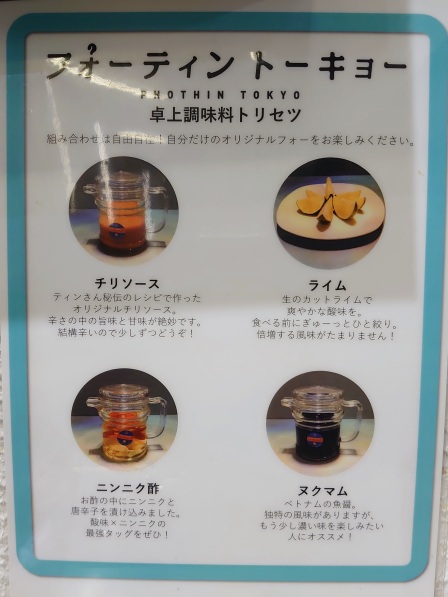 フォーティントーキョー
PHOTHIN TOKYO
卓上調味料トリセツ
組み合わせは自由自在！自分だけのオリジナルフォーをお楽しみください。
チリソース
ティンさん秘伝のレシピで作った
オリジナルチリソース。
辛さの中の旨味と甘味が絶妙です。
結構辛いので少しずつどうぞ！
ライム
生のカットライムで
爽やかな酸味を。
食べる前にぎゅーっとひと絞り。
倍増する風味がたまりません！
ニンニク酢
お酢の中にニンニクと
唐辛子を漬け込みました。
酸味×ニンニクの
最強タッグをぜひ！
ヌクマム
ベトナムの魚醤。
独特の風味がありますが、
もう少し濃い味を楽しみたい
人にオススメ！